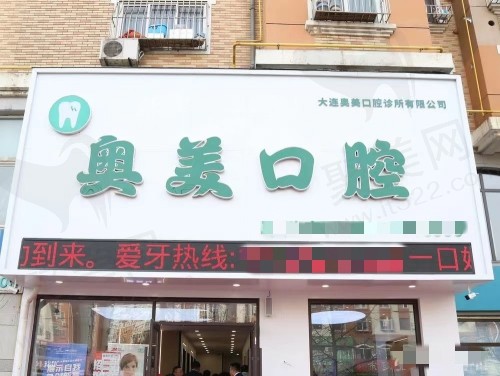 大连奥美口腔诊所有限公司
奥美口腔
动到来。爱牙热线:
一口好